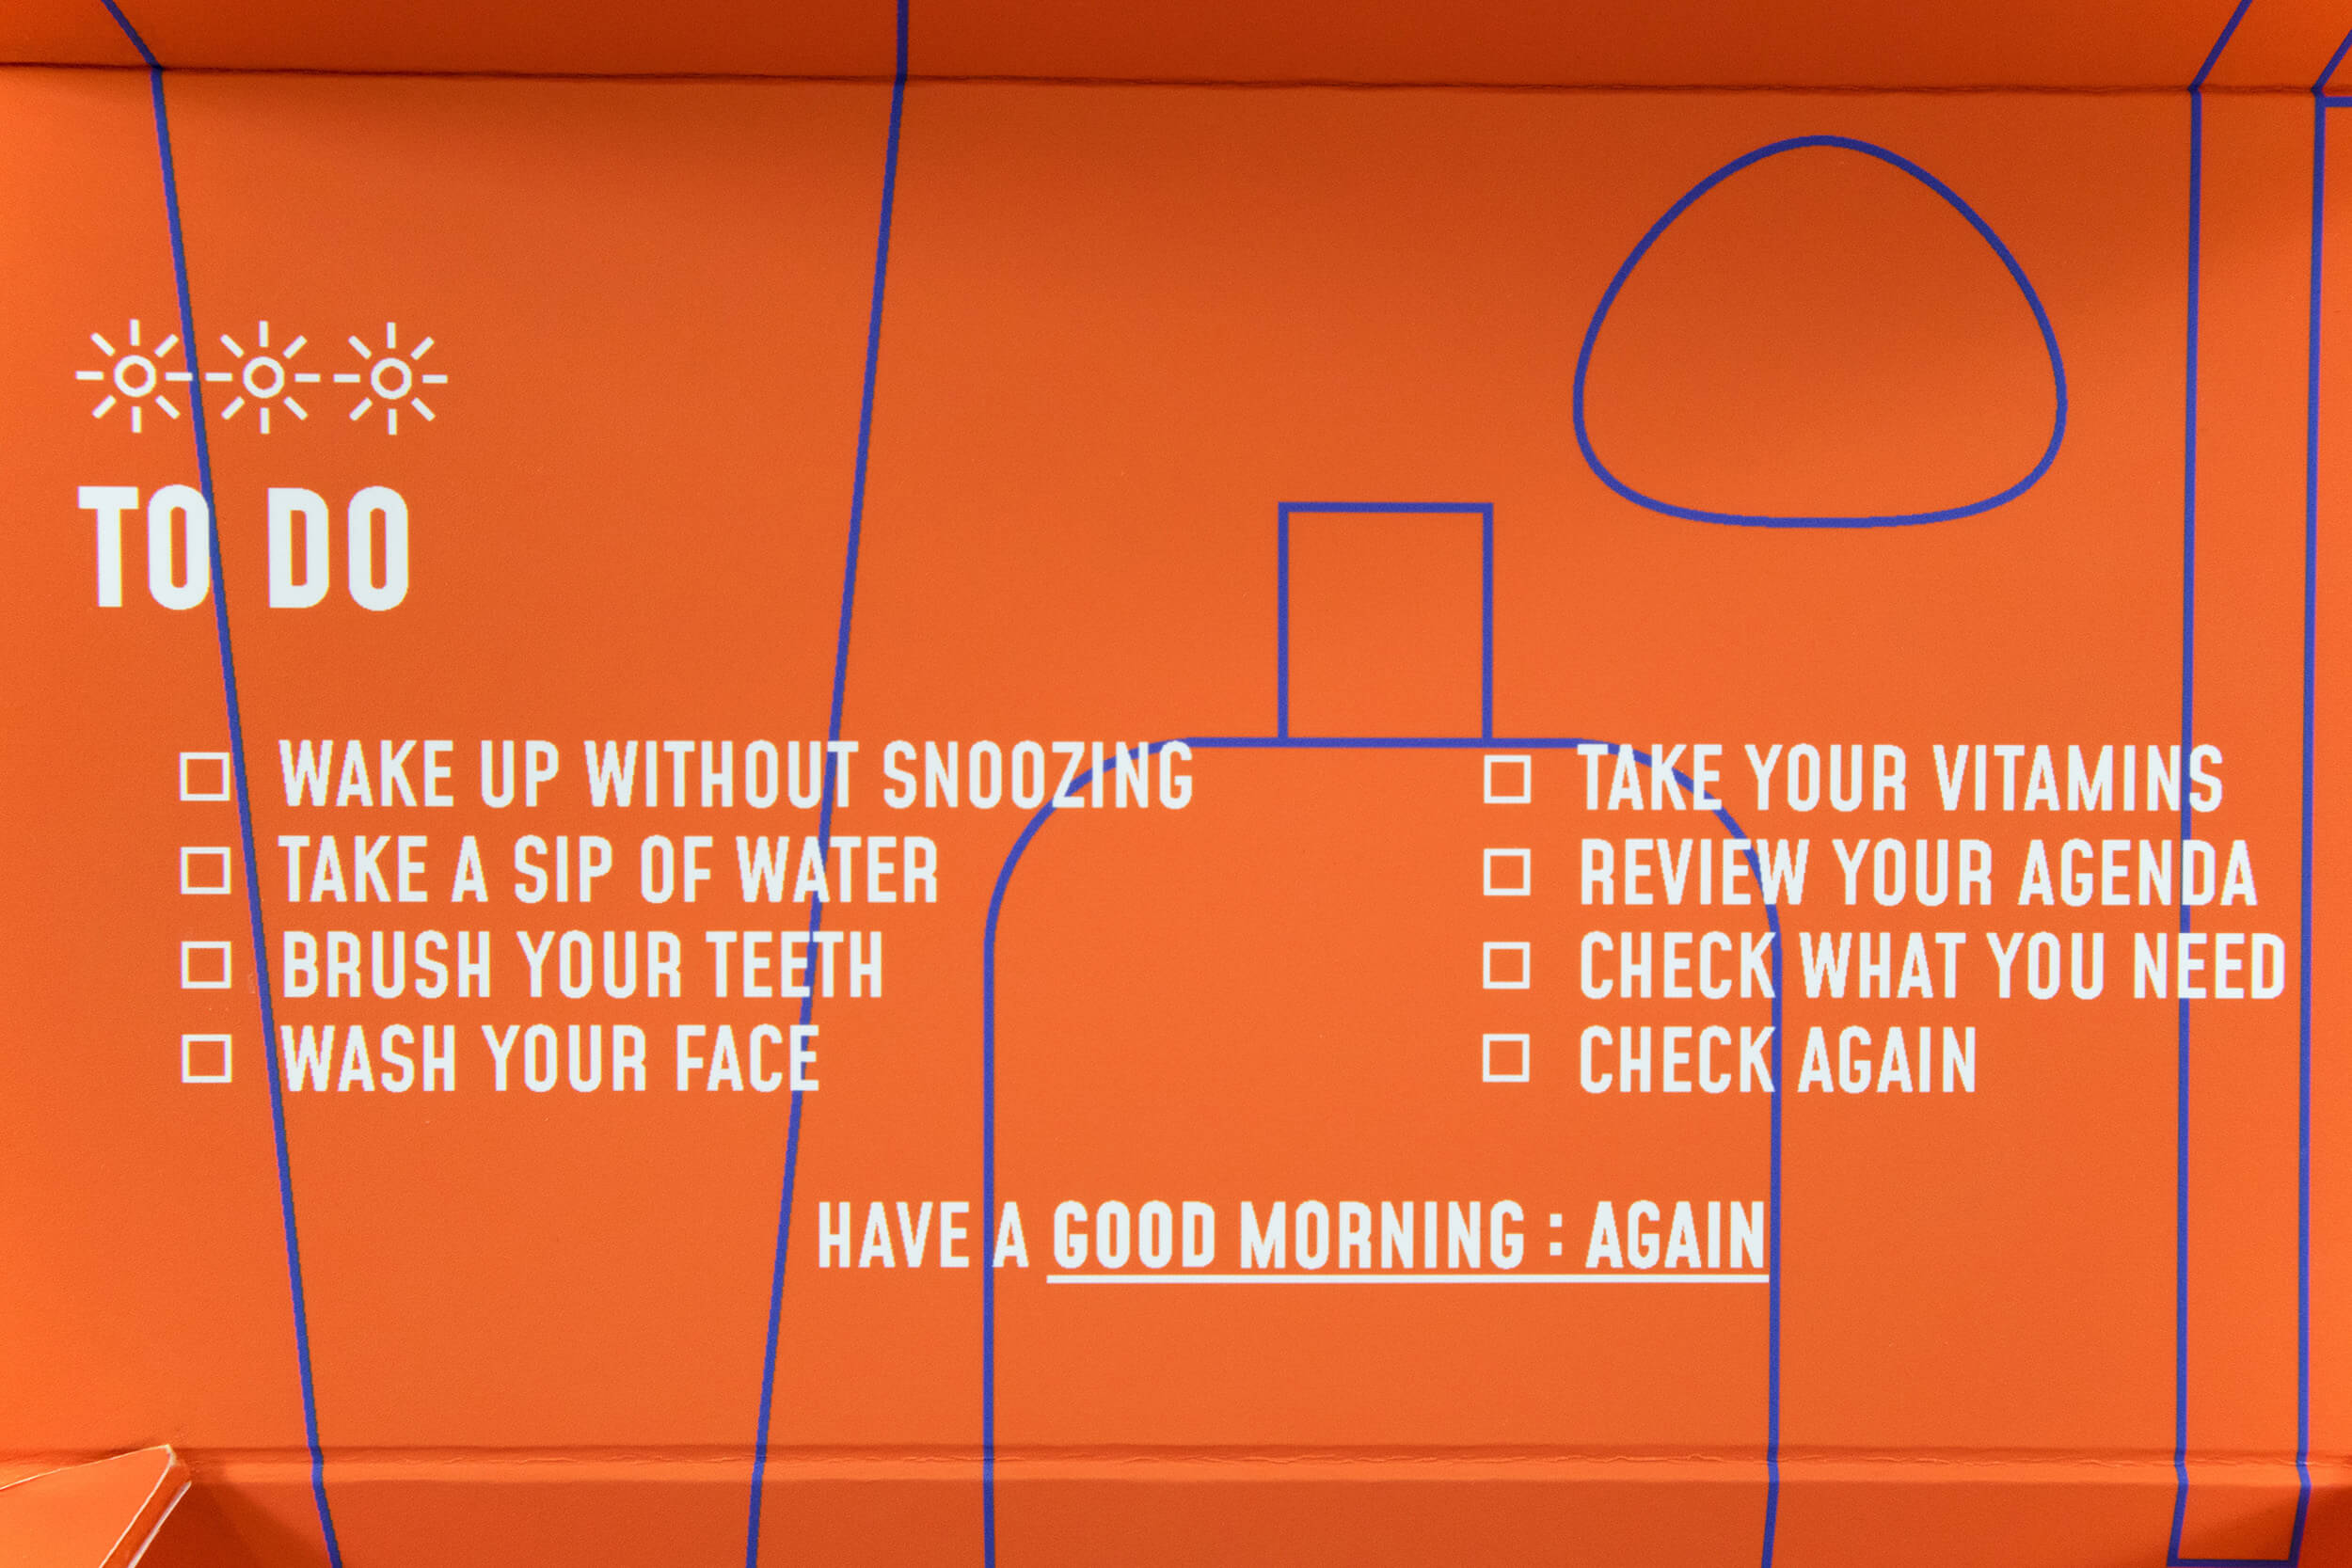 TO DO
WAKE UP WITHOUT SNOOZING
TAKE A SIP OF WATER
BRUSH YOUR TEETH
WASH YOUR FACE
TAKE YOUR VITAMINS
REVIEW YOUR AGENDA
CHECK WHAT YOU NEED
CHECK AGAIN
HAVE A GOOD MORNING : AGAIN